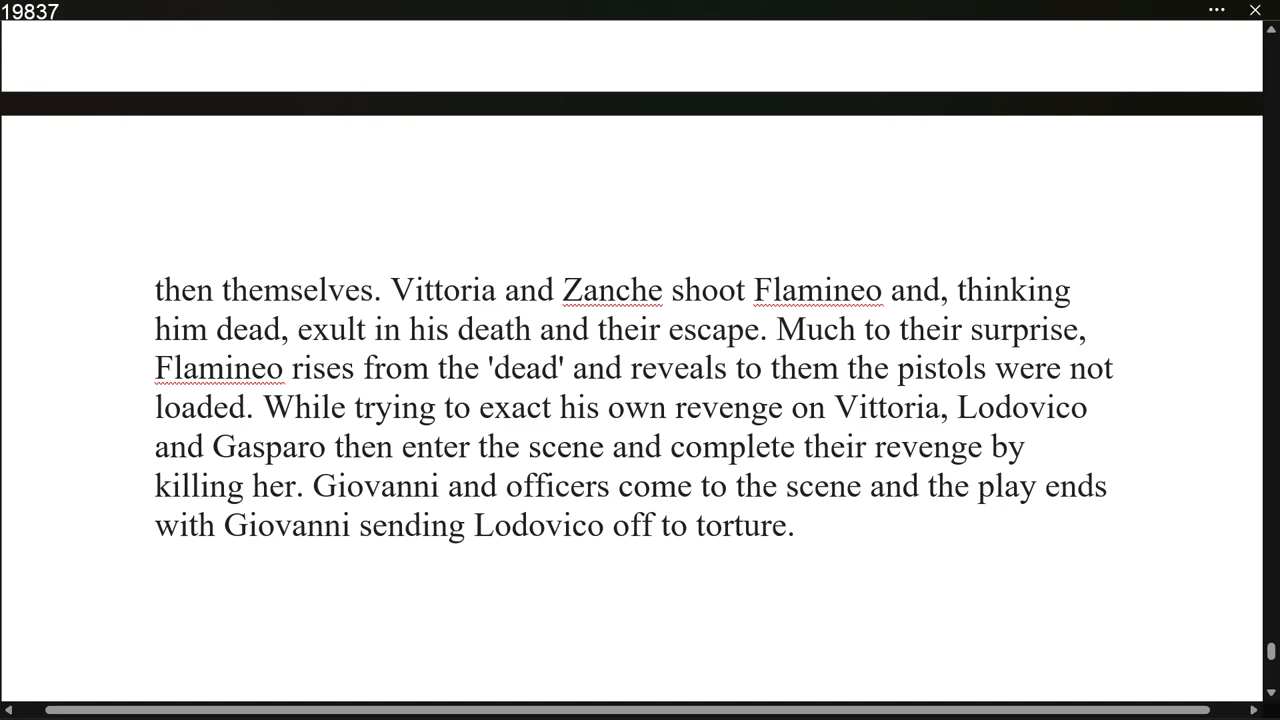 19837
then themselves. Vittoria and Zanche shoot Flamineo and, thinking
him dead, exult in his death and their escape. Much to their surprise,
Flamineo rises from the 'dead' and reveals to them the pistols were not
loaded. While trying to exact his own revenge on Vittoria, Lodovico
and Gasparo then enter the scene and complete their revenge by
killing her. Giovanni and officers come to the scene and the play ends
with Giovanni sending Lodovico off to torture.